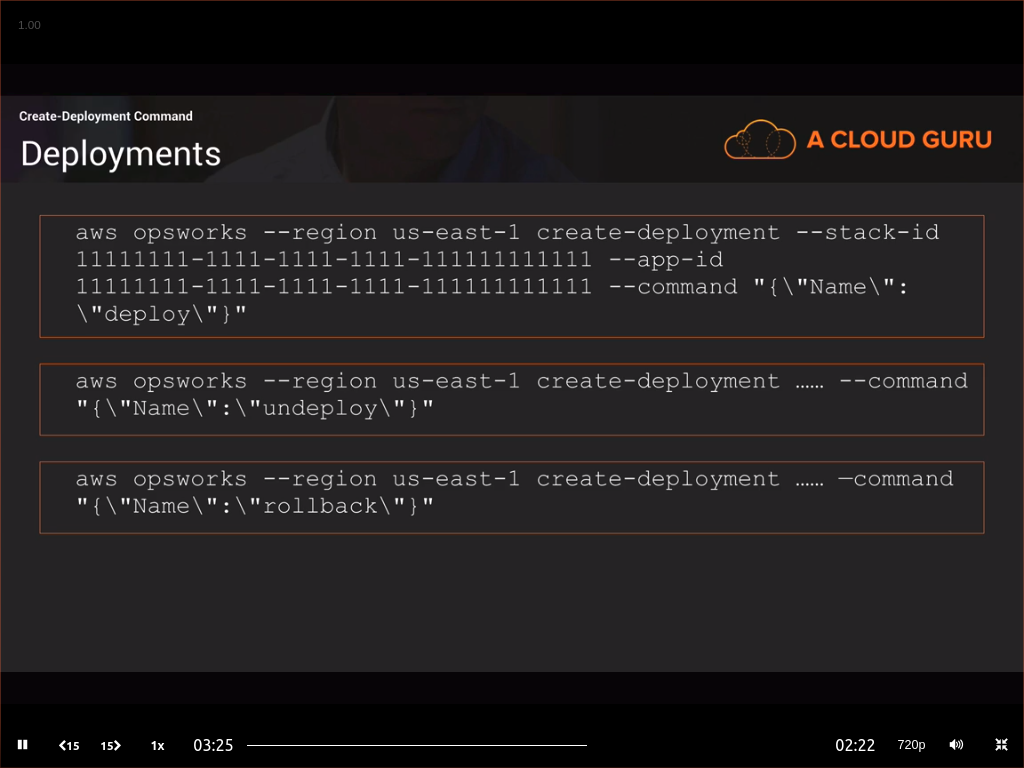 1.00
Create-Deployment Command
Deployments
A CLOUD GURU
aws opsworks --region us-east-1 create-deployment --stack-id
11111111-1111-1111-1111-111111111111 --app-id
11111111-1111-1111-1111-111111111111 --command "{\"Name\":
\"deploy\"}"
aws opsworks --region us-east-1 create-deployment …… --command
"{\"Name\":\"undeploy\"}"
aws opsworks --region us-east-1 create-deployment …… —command
"{\"Name\":\"rollback\"}"
15 15 1x 03:25 02:22 720p